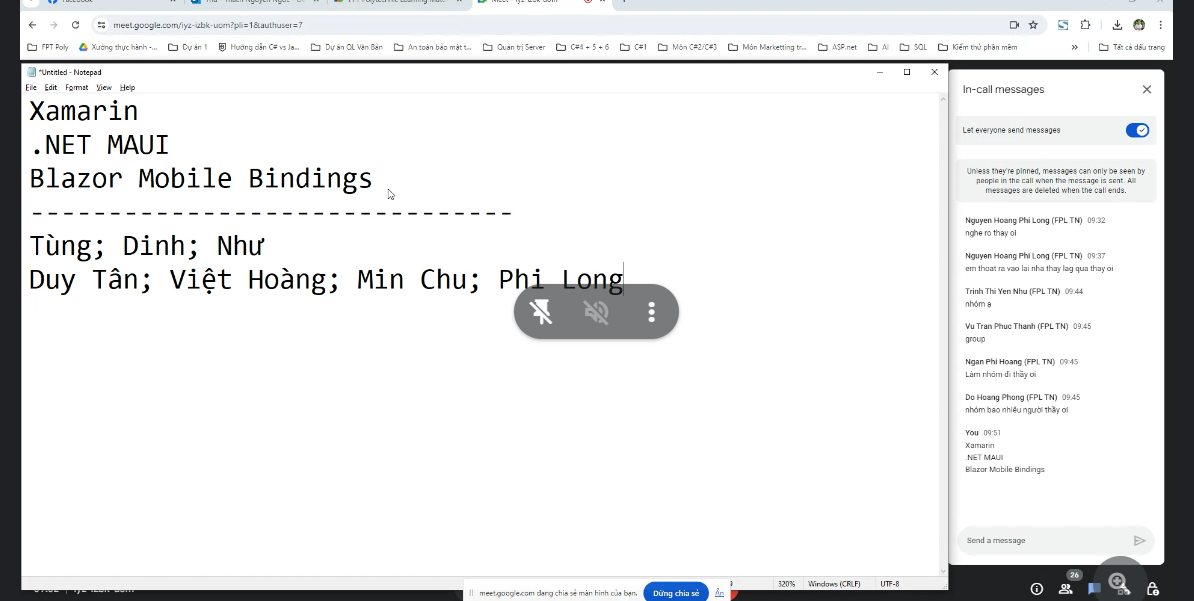 meet.google.com/iyz-izbk-uom?pli=1&authuser=7
FPT Poly
Xưởng thực hành -...
Dự án 1
Hướng dẫn C# vs Ja...
Dự án QL Văn Bản
An toàn bảo mật t...
Quản trị Server
C#4 + 5 + 6
C#1
Môn C#2/C#3
Môn Marketting tr...
ASP.net
AI
SQL
Kiểm thử phần mềm
»
Tất cả dấu trang
*Untitled - Notepad
File Edit Format View Help
Xamarin
.NET MAUI
Blazor Mobile Bindings
-------------------------------
Tùng; Dinh; Như
Duy Tân; Việt Hoàng; Min Chu; Phi Long
320% Windows (CRLF) UTF-8
meet.google.com đang chia sẻ màn hình của bạn.
Dừng chia sẻ
Ẩn
In-call messages
Let everyone send messages
Unless they're pinned, messages can only be seen by
people in the call when the message is sent. All
messages are deleted when the call ends.
Nguyen Hoang Phi Long (FPL TN) 09:32
nghe ro thay oi
Nguyen Hoang Phi Long (FPL TN) 09:37
em thoat ra vao lai nha thay lag qua thay oi
Trinh Thi Yen Nhu (FPL TN) 09:44
nhóm ạ
Vu Tran Phuc Thanh (FPL TN) 09:45
group
Ngan Phi Hoang (FPL TN) 09:45
Làm nhóm đi thầy ơi
Do Hoang Phong (FPL TN) 09:45
nhóm bao nhiêu người thầy ơi
You 09:51
Xamarin
.NET MAUI
Blazor Mobile Bindings
Send a message
26